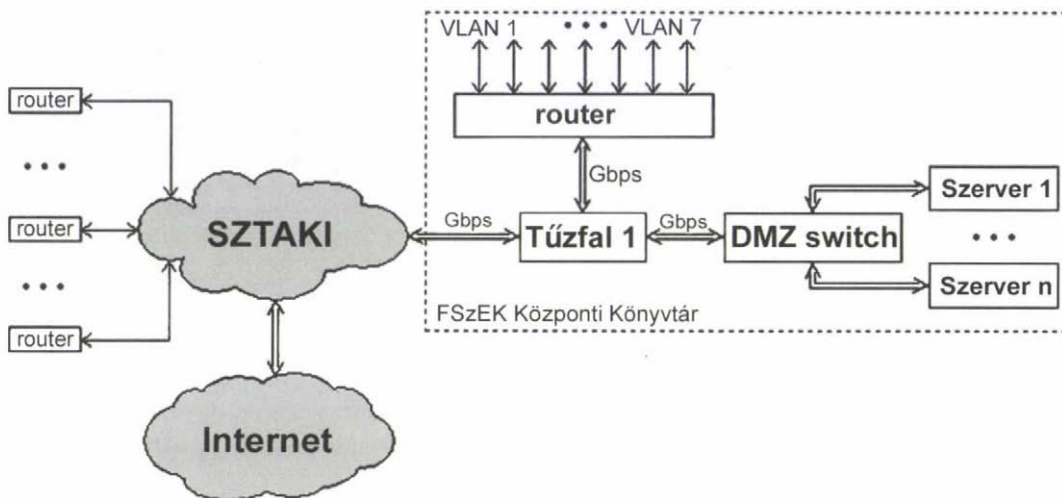 VLAN 1 ••• VLAN 7
router
router
•••
Gbps
router
SZTAKI
Gbps
Tűzfal 1
Gbps
DMZ switch
Szerver 1
•••
Szerver n
•••
router
FSzEK Központi Könyvtár
Internet